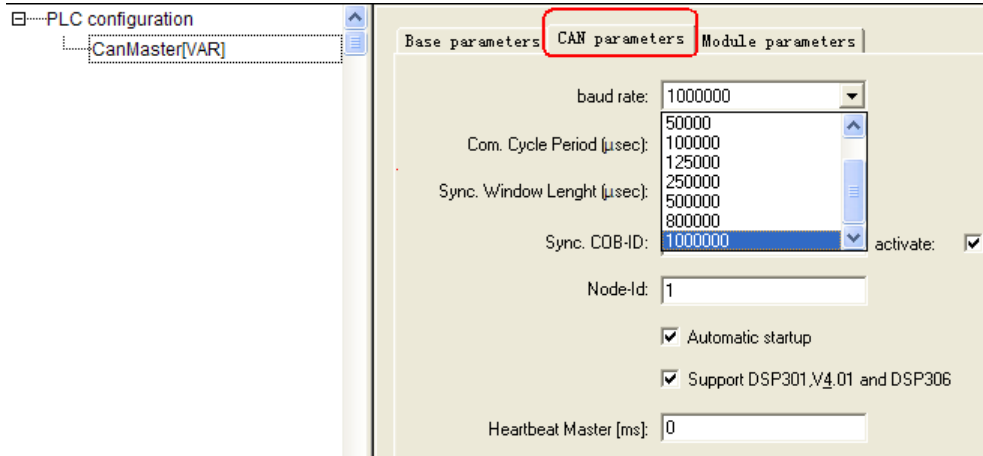 PLC configuration
CanMaster[VAR]
Base parameters CAN parameters Module parameters
baud rate: 1000000
50000
Com. Cycle Period (µsec): 100000
125000
Sync. Window Lenght (µsec): 250000
500000
800000
Sync. COB-ID: 1000000 activate:
Node-Id: 1
Automatic startup
Support DSP301,V4.01 and DSP306
Heartbeat Master [ms]: 0